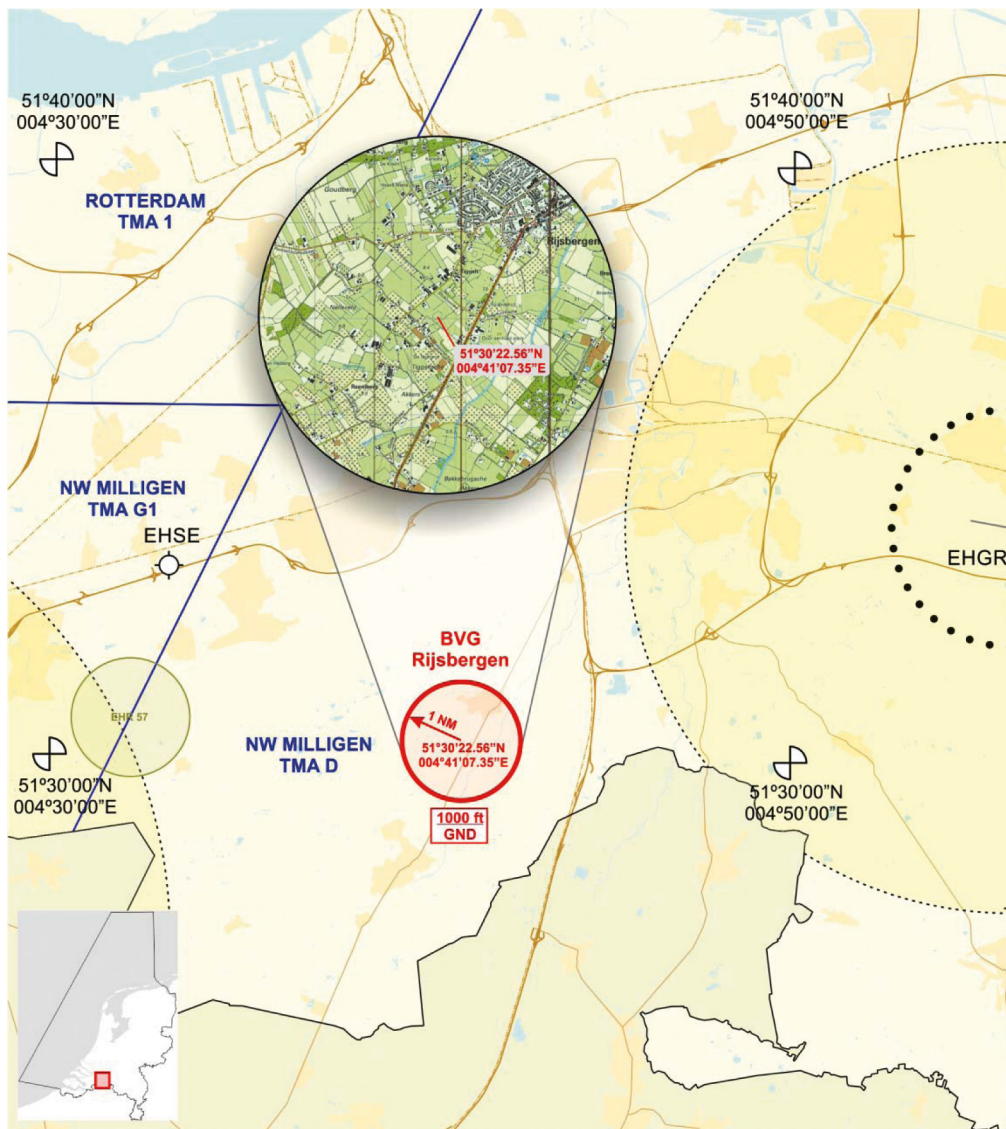 51º40'00"N
004º30'00"E
51º40'00"N
004º50'00"E
ROTTERDAM
TMA 1
Goudberg
Rijsbergen
51º30'22.56"N
004º41'07.35"E
NW MILLIGEN
TMA G1
EHSE
EHGR
BVG
Rijsbergen
1 NM
51º30'22.56"N
004º41'07.35"E
EHR 57
NW MILLIGEN
TMA D
51º30'00"N
004º30'00"E
51º30'00"N
004º50'00"E
1000 ft
GND